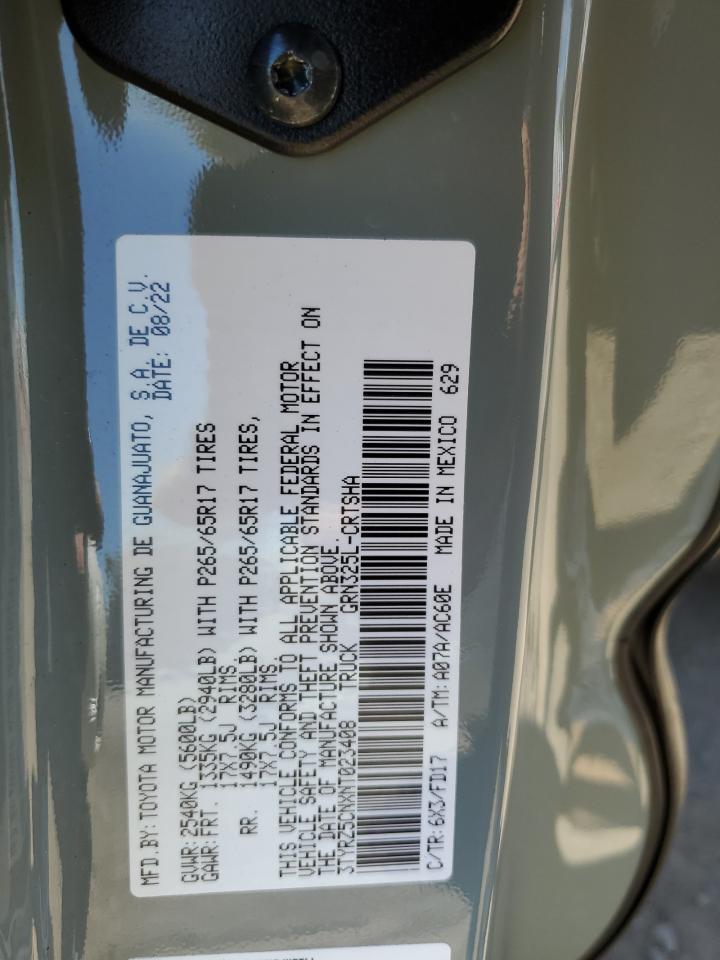 MFD.BY: TOYOTA MOTOR MANUFACTURING DE GUANAJUATO, S.A. DE C.V.
DATE: 08/22
GVWR: 2540KG (5600LB)
GAWR: FRT. 1335KG (2940LB) WITH P265/65R17 TIRES
17X7.5J RIMS.
RR. 1490KG (3280LB) WITH P265/65R17 TIRES,
17X7.5J RIMS.
THIS VEHICLE CONFORMS TO ALL APPLICABLE FEDERAL MOTOR
VEHICLE SAFETY AND THEFT PREVENTION STANDARDS IN EFFECT ON
THE DATE OF MANUFACTURE SHOWN ABOVE.
3TYRZ5CNXNT023408 TRUCK GRN325L-CRTSHA
C/TR: 6X3/FD17 A/TM: A07A/AC60E MADE IN MEXICO 629